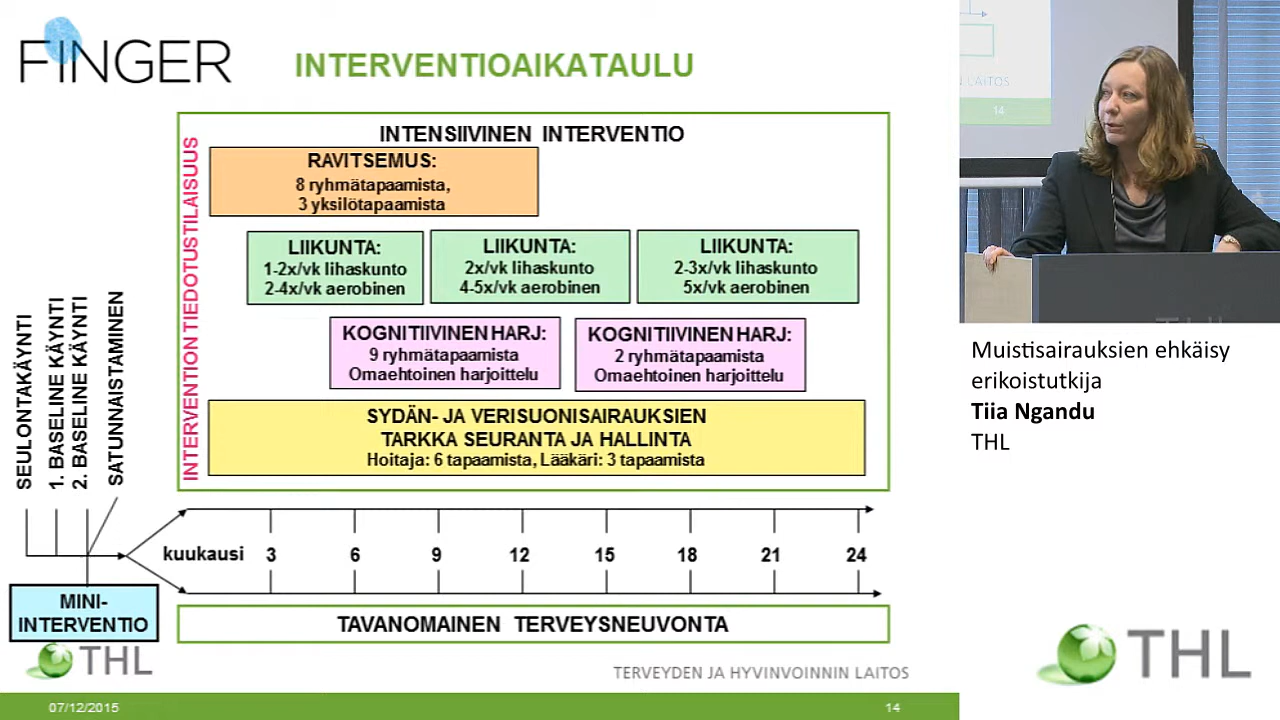 FINGER
INTERVENTIOAIKATAULU
INTENSIIVINEN INTERVENTIO
INTERVENTION TIEDOTUSTILAISUUS
RAVITSEMUS:
8 ryhmätapaamista,
3 yksilötapaamista
LIIKUNTA:
1-2x/vk lihaskunto
2-4x/vk aerobinen
LIIKUNTA:
2x/vk lihaskunto
4-5x/vk aerobinen
LIIKUNTA:
2-3x/vk lihaskunto
5x/vk aerobinen
KOGNITIIVINEN HARJ:
9 ryhmätapaamista
Omaehtoinen harjoittelu
KOGNITIIVINEN HARJ:
2 ryhmätapaamista
Omaehtoinen harjoittelu
SYDÄN- JA VERISUONISAIRAUKSIEN
TARKKA SEURANTA JA HALLINTA
Hoitaja: 6 tapaamista, Lääkäri: 3 tapaamista
SEULONTAKÄYNTI
1. BASELINE KÄYNTI
2. BASELINE KÄYNTI
SATUNNAISTAMINEN
kuukausi 3 6 9 12 15 18 21 24
MINI-
INTERVENTIO
TAVANOMAINEN TERVEYSNEUVONTA
THL
TERVEYDEN JA HYVINVOINNIN LAITOS
07/12/2015
14
N LAITOS
14
Muistisairauksien ehkäisy
erikoistutkija
Tiia Ngandu
THL
THL